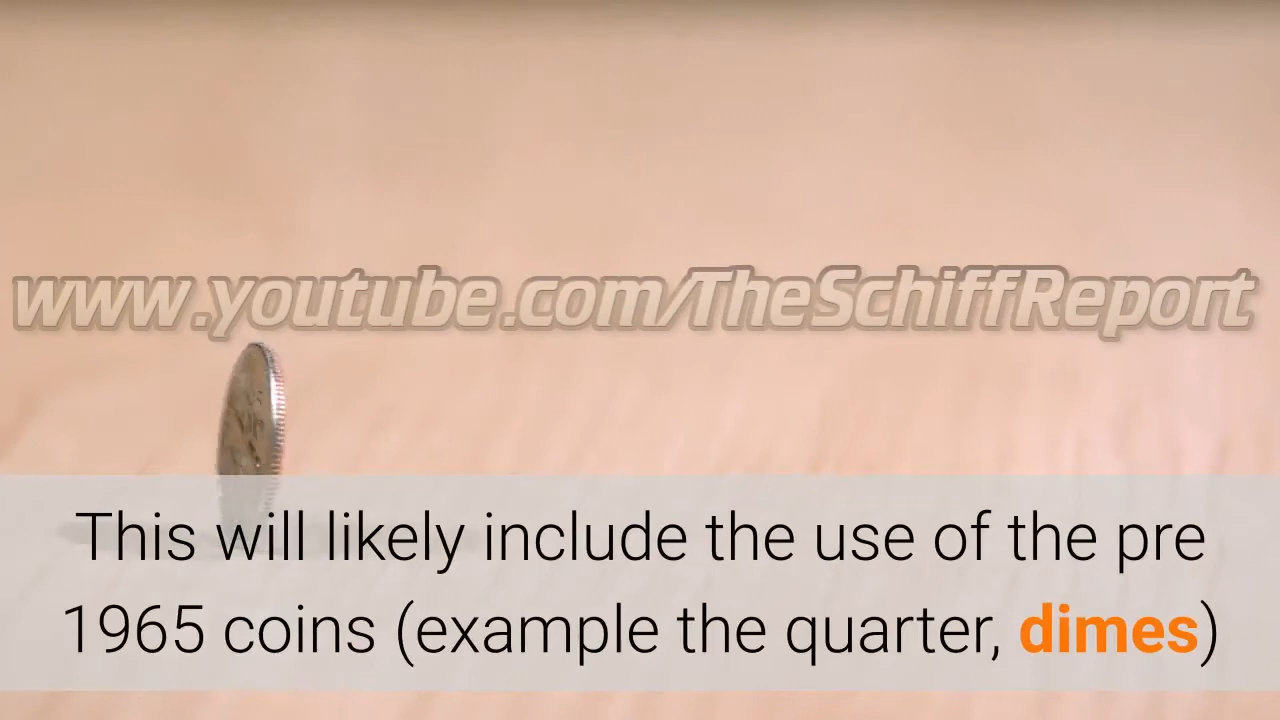 www.youtube.com/TheSchiffReport
This will likely include the use of the pre
1965 coins (example the quarter, dimes)